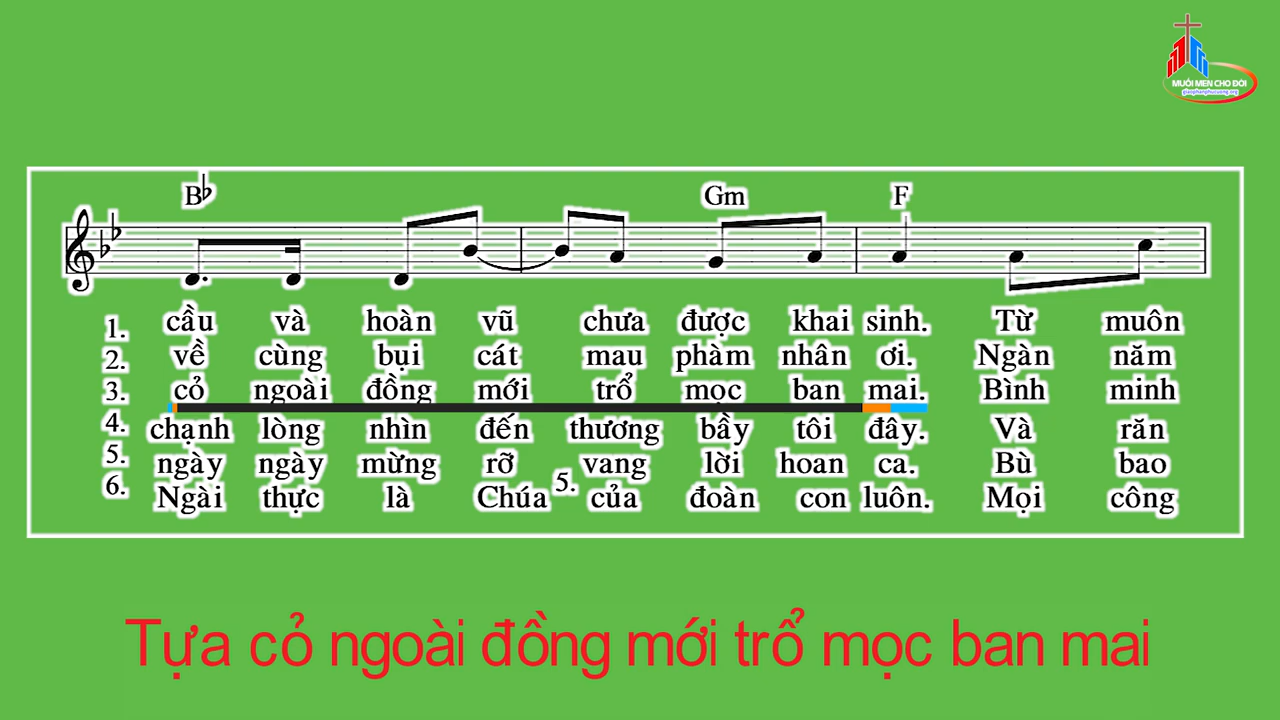 MUỐI MEN CHO ĐỜI
giaophanphucuong.org
B♭ Gm F
1. cầu và hoàn vũ chưa được khai sinh. Từ muôn
2. về cùng bụi cát mau phàm nhân ơi. Ngàn năm
3. cỏ ngoài đồng mới trổ mọc ban mai. Bình minh
4. chạnh lòng nhìn đến thương bầy tôi đây. Và răn
5. ngày ngày mừng rỡ vang lời hoan ca. Bù bao
6. Ngài thực là Chúa 5. của đoàn con luôn. Mọi công
Tựa cỏ ngoài đồng mới trổ mọc ban mai